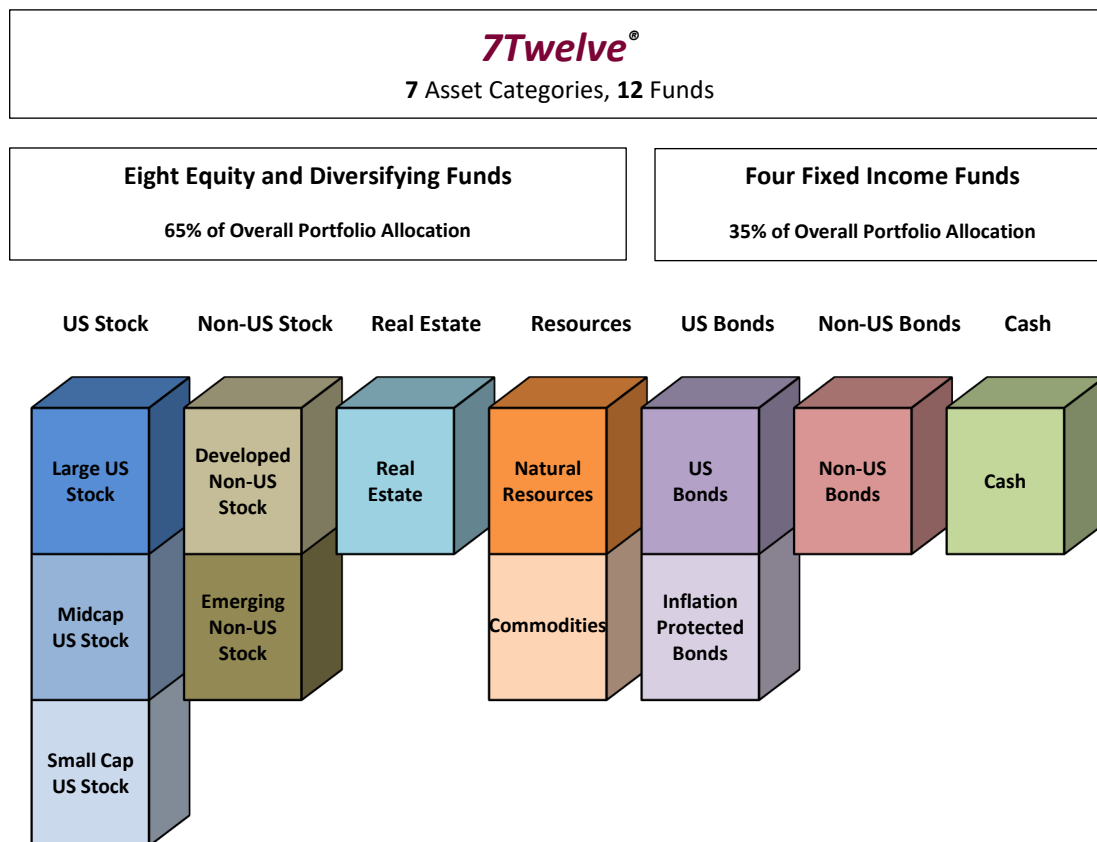 7Twelve®
7 Asset Categories, 12 Funds
Eight Equity and Diversifying Funds
65% of Overall Portfolio Allocation
Four Fixed Income Funds
35% of Overall Portfolio Allocation
US Stock
Non-US Stock
Real Estate
Resources
US Bonds
Non-US Bonds
Cash
Large US
Stock
Developed
Non-US
Stock
Real
Estate
Natural
Resources
US
Bonds
Non-US
Bonds
Cash
Midcap
US Stock
Emerging
Non-US
Stock
Commodities
Inflation
Protected
Bonds
Small Cap
US Stock